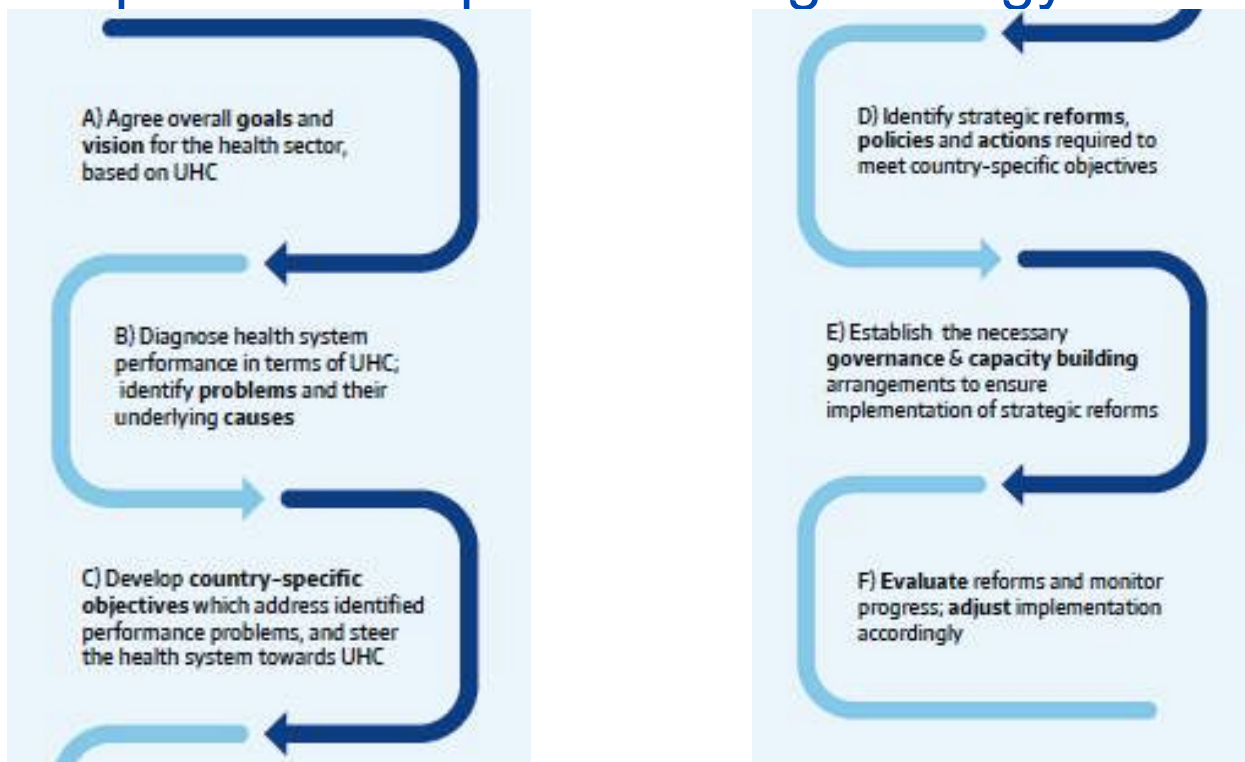 A) Agree overall goals and
vision for the health sector,
based on UHC
B) Diagnose health system
performance in terms of UHC;
identify problems and their
underlying causes
C) Develop country-specific
objectives which address identified
performance problems, and steer
the health system towards UHC
D) Identify strategic reforms,
policies and actions required to
meet country-specific objectives
E) Establish the necessary
governance & capacity building
arrangements to ensure
implementation of strategic reforms
F) Evaluate reforms and monitor
progress; adjust implementation
accordingly